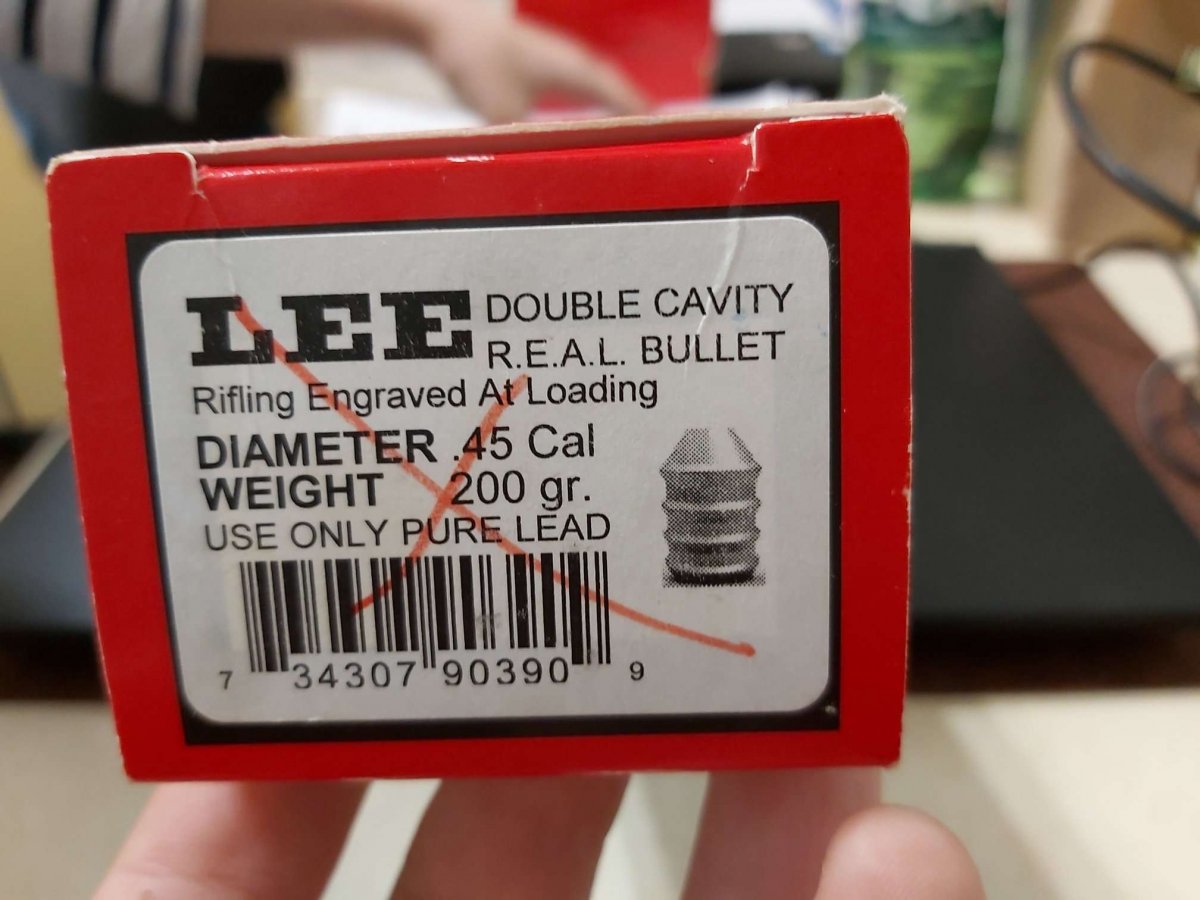 LEE DOUBLE CAVITY
R.E.A.L. BULLET
Rifling Engraved At Loading
DIAMETER .45 Cal
WEIGHT 200 gr.
USE ONLY PURE LEAD
7 34307 90390 9